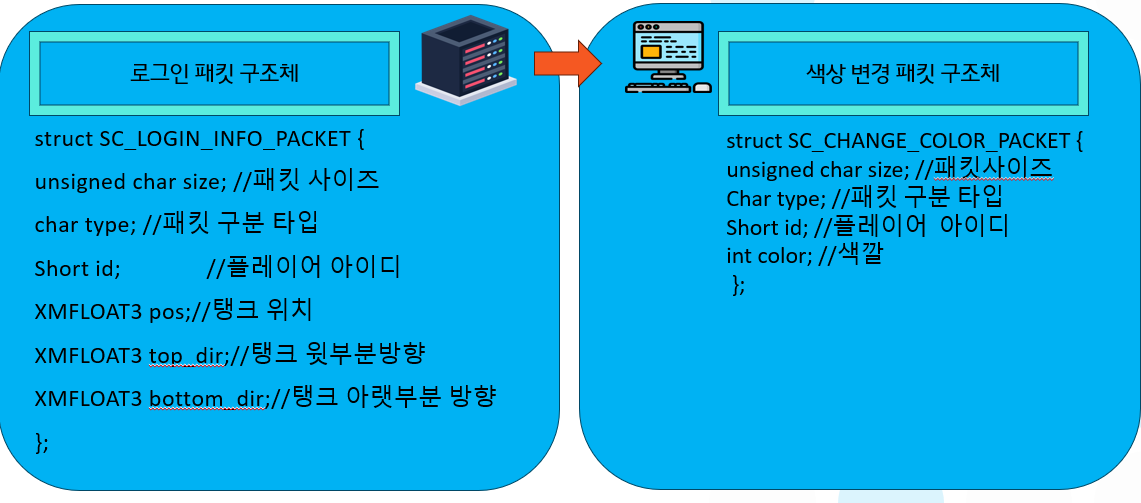 로그인 패킷 구조체
struct SC_LOGIN_INFO_PACKET {
unsigned char size; //패킷 사이즈
char type; //패킷 구분 타입
Short id; //플레이어 아이디
XMFLOAT3 pos;//탱크 위치
XMFLOAT3 top_dir;//탱크 윗부분방향
XMFLOAT3 bottom_dir;//탱크 아랫부분 방향
};
색상 변경 패킷 구조체
struct SC_CHANGE_COLOR_PACKET {
unsigned char size; //패킷사이즈
Char type; //패킷 구분 타입
Short id; //플레이어 아이디
int color; //색깔
};